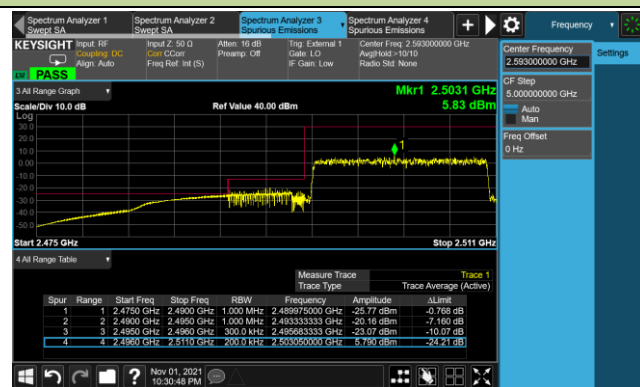 Spectrum Analyzer 1
Swept SA
Spectrum Analyzer 2
Swept SA
Spectrum Analyzer 3
Spurious Emissions
Spectrum Analyzer 4
Spurious Emissions
Frequency
KEYSIGHT
Input: RF
Coupling: DC
Align: Auto
Input Z: 50 Ω
Corr CCorr
Freq Ref: Int (S)
Atten: 16 dB
Preamp: Off
Trig: External 1
Gate: LO
IF Gain: Low
Center Freq: 2.593000000 GHz
Avg|Hold:>10/10
Radio Std: None
PASS
Center Frequency
2.593000000 GHz
Settings
CF Step
5.000000000 GHz
Auto
Man
Freq Offset
0 Hz
3 All Range Graph
Mkr1 2.5031 GHz
Scale/Div 10.0 dB
Ref Value 40.00 dBm
5.83 dBm
Log
30.0
20.0
10.0
0.00
-10.0
-20.0
-30.0
-40.0
-50.0
1
Start 2.475 GHz
Stop 2.511 GHz
4 All Range Table
Measure Trace Trace 1
Trace Type Trace Average (Active)
Spur Range Start Freq Stop Freq RBW Frequency Amplitude ΔLimit
1 1 2.4750 GHz 2.4900 GHz 1.000 MHz 2.489975000 GHz -25.77 dBm -0.768 dB
2 2 2.4900 GHz 2.4950 GHz 1.000 MHz 2.493333333 GHz -20.16 dBm -7.160 dB
3 3 2.4950 GHz 2.4960 GHz 300.0 kHz 2.495683333 GHz -23.07 dBm -10.07 dB
4 4 2.4960 GHz 2.5110 GHz 200.0 kHz 2.503050000 GHz 5.790 dBm -24.21 dB
Nov 01, 2021
10:30:48 PM